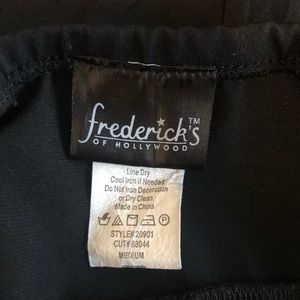 frederick's™
OF HOLLYWOOD
Line Dry
Cool Iron if Needed
Do Not Iron Decoration
or Dry Clean
Made in China
STYLE#20901
CUT#58044
MEDIUM